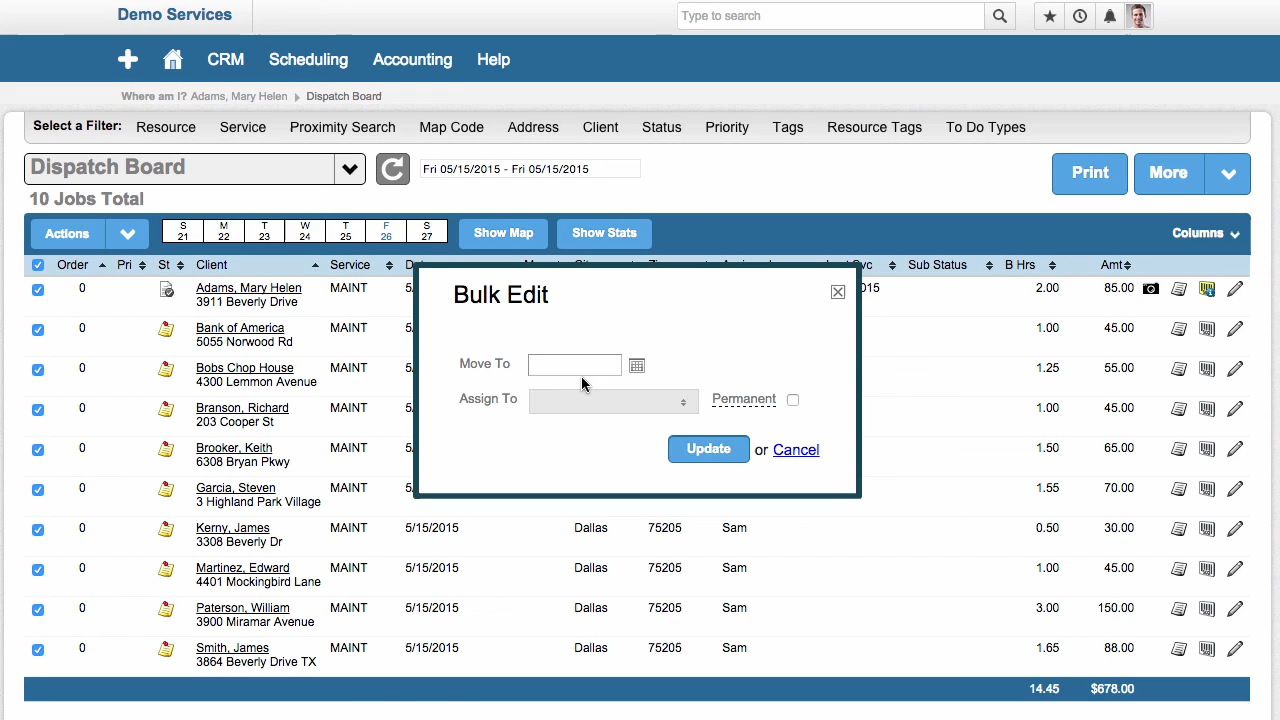 Demo Services
Type to search
CRM Scheduling Accounting Help
Where am I? Adams, Mary Helen Dispatch Board
Select a Filter: Resource Service Proximity Search Map Code Address Client Status Priority Tags Resource Tags To Do Types
Dispatch Board Fri 05/15/2015 - Fri 05/15/2015 Print More
10 Jobs Total
Actions S M T W T F S Show Map Show Stats Columns
21 22 23 24 25 26 27
Order Pri St Client Service Sub Status B Hrs Amt
0 Adams, Mary Helen MAINT 2.00 85.00
3911 Beverly Drive
0 Bank of America MAINT 1.00 45.00
5055 Norwood Rd
0 Bobs Chop House MAINT 1.25 55.00
4300 Lemmon Avenue
0 Branson, Richard MAINT 1.00 45.00
203 Cooper St
0 Brooker, Keith MAINT 1.50 65.00
6308 Bryan Pkwy
0 Garcia, Steven MAINT 1.55 70.00
3 Highland Park Village
0 Kerny, James MAINT 5/15/2015 Dallas 75205 Sam 0.50 30.00
3308 Beverly Dr
0 Martinez, Edward MAINT 5/15/2015 Dallas 75205 Sam 1.00 45.00
4401 Mockingbird Lane
0 Paterson, William MAINT 5/15/2015 Dallas 75205 Sam 3.00 150.00
3900 Miramar Avenue
0 Smith, James MAINT 5/15/2015 Dallas 75205 Sam 1.65 88.00
3864 Beverly Drive TX
14.45 $678.00
Bulk Edit
Move To
Assign To Permanent
Update or Cancel